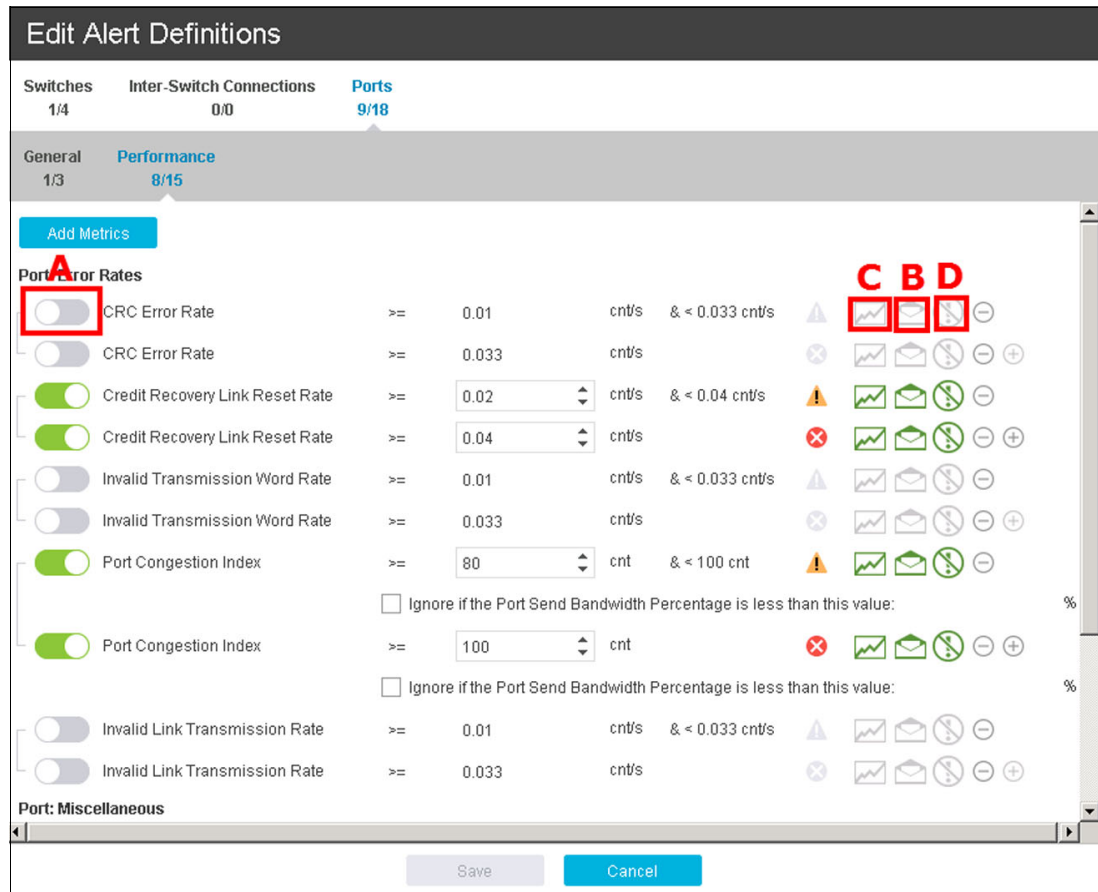 Edit Alert Definitions
Switches Inter-Switch Connections Ports
1/4 0/0 9/18
General Performance
1/3 8/15
Add Metrics
A
Port: Error Rates
C B D
CRC Error Rate >= 0.01 cnt/s & < 0.033 cnt/s
CRC Error Rate >= 0.033 cnt/s
Credit Recovery Link Reset Rate >= 0.02 cnt/s & < 0.04 cnt/s
Credit Recovery Link Reset Rate >= 0.04 cnt/s
Invalid Transmission Word Rate >= 0.01 cnt/s & < 0.033 cnt/s
Invalid Transmission Word Rate >= 0.033 cnt/s
Port Congestion Index >= 80 cnt & < 100 cnt
Ignore if the Port Send Bandwidth Percentage is less than this value: %
Port Congestion Index >= 100 cnt
Ignore if the Port Send Bandwidth Percentage is less than this value: %
Invalid Link Transmission Rate >= 0.01 cnt/s & < 0.033 cnt/s
Invalid Link Transmission Rate >= 0.033 cnt/s
Port: Miscellaneous
Save Cancel